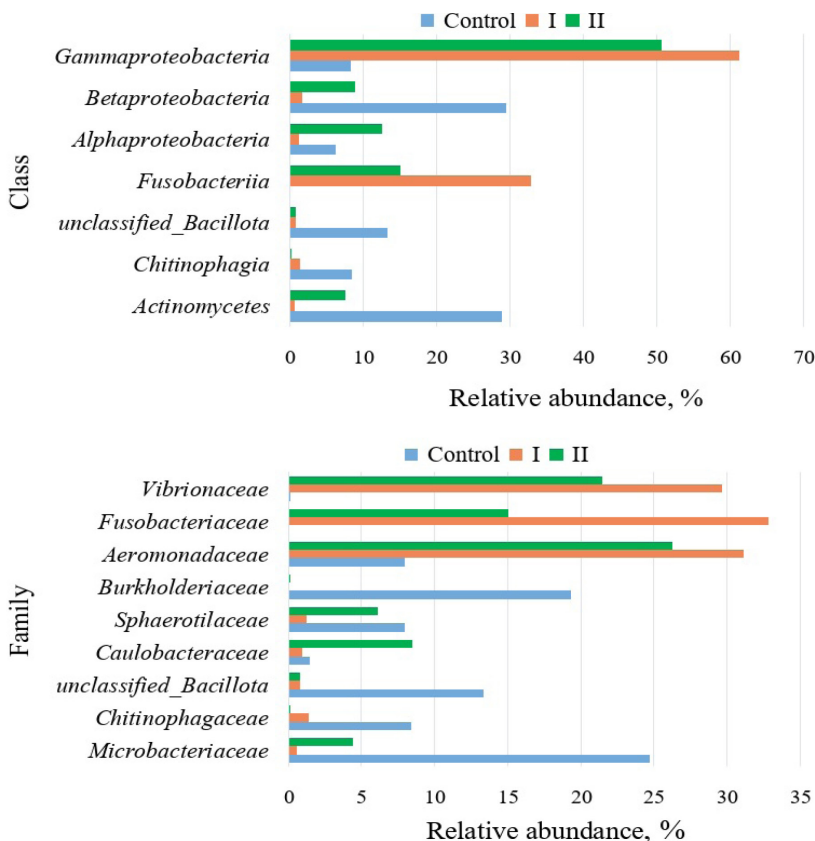 Control I II
Class
Gammaproteobacteria
Betaproteobacteria
Alphaproteobacteria
Fusobacteriia
unclassified_Bacillota
Chitinophagia
Actinomycetes
0 10 20 30 40 50 60 70
Relative abundance, %
Control I II
Family
Vibrionaceae
Fusobacteriaceae
Aeromonadaceae
Burkholderiaceae
Sphaerotilaceae
Caulobacteraceae
unclassified_Bacillota
Chitinophagaceae
Microbacteriaceae
0 5 10 15 20 25 30 35
Relative abundance, %